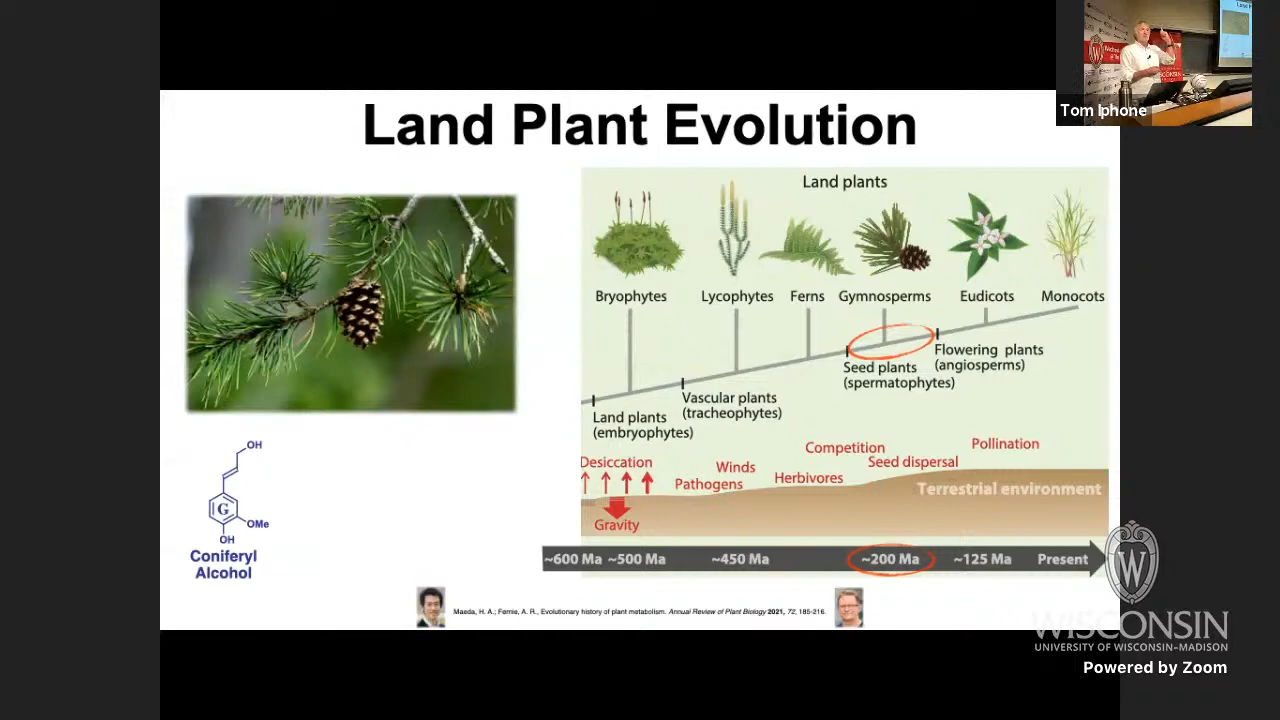 Land Plant Evolution
Tom Iphone
Land plants
Bryophytes
Lycophytes
Ferns
Gymnosperms
Eudicots
Monocots
Flowering plants
(angiosperms)
Seed plants
(spermatophytes)
Vascular plants
(tracheophytes)
Land plants
(embryophytes)
OH
G
OMe
OH
Coniferyl
Alcohol
Desiccation
Gravity
Pathogens
Winds
Herbivores
Competition
Seed dispersal
Pollination
Terrestrial environment
~600 Ma
~500 Ma
~450 Ma
~200 Ma
~125 Ma
Present
Maeda, H. A.; Fernie, A. R., Evolutionary history of plant metabolism. Annual Review of Plant Biology 2021, 72, 185-216.
W
WISCONSIN
UNIVERSITY OF WISCONSIN–MADISON
Powered by Zoom